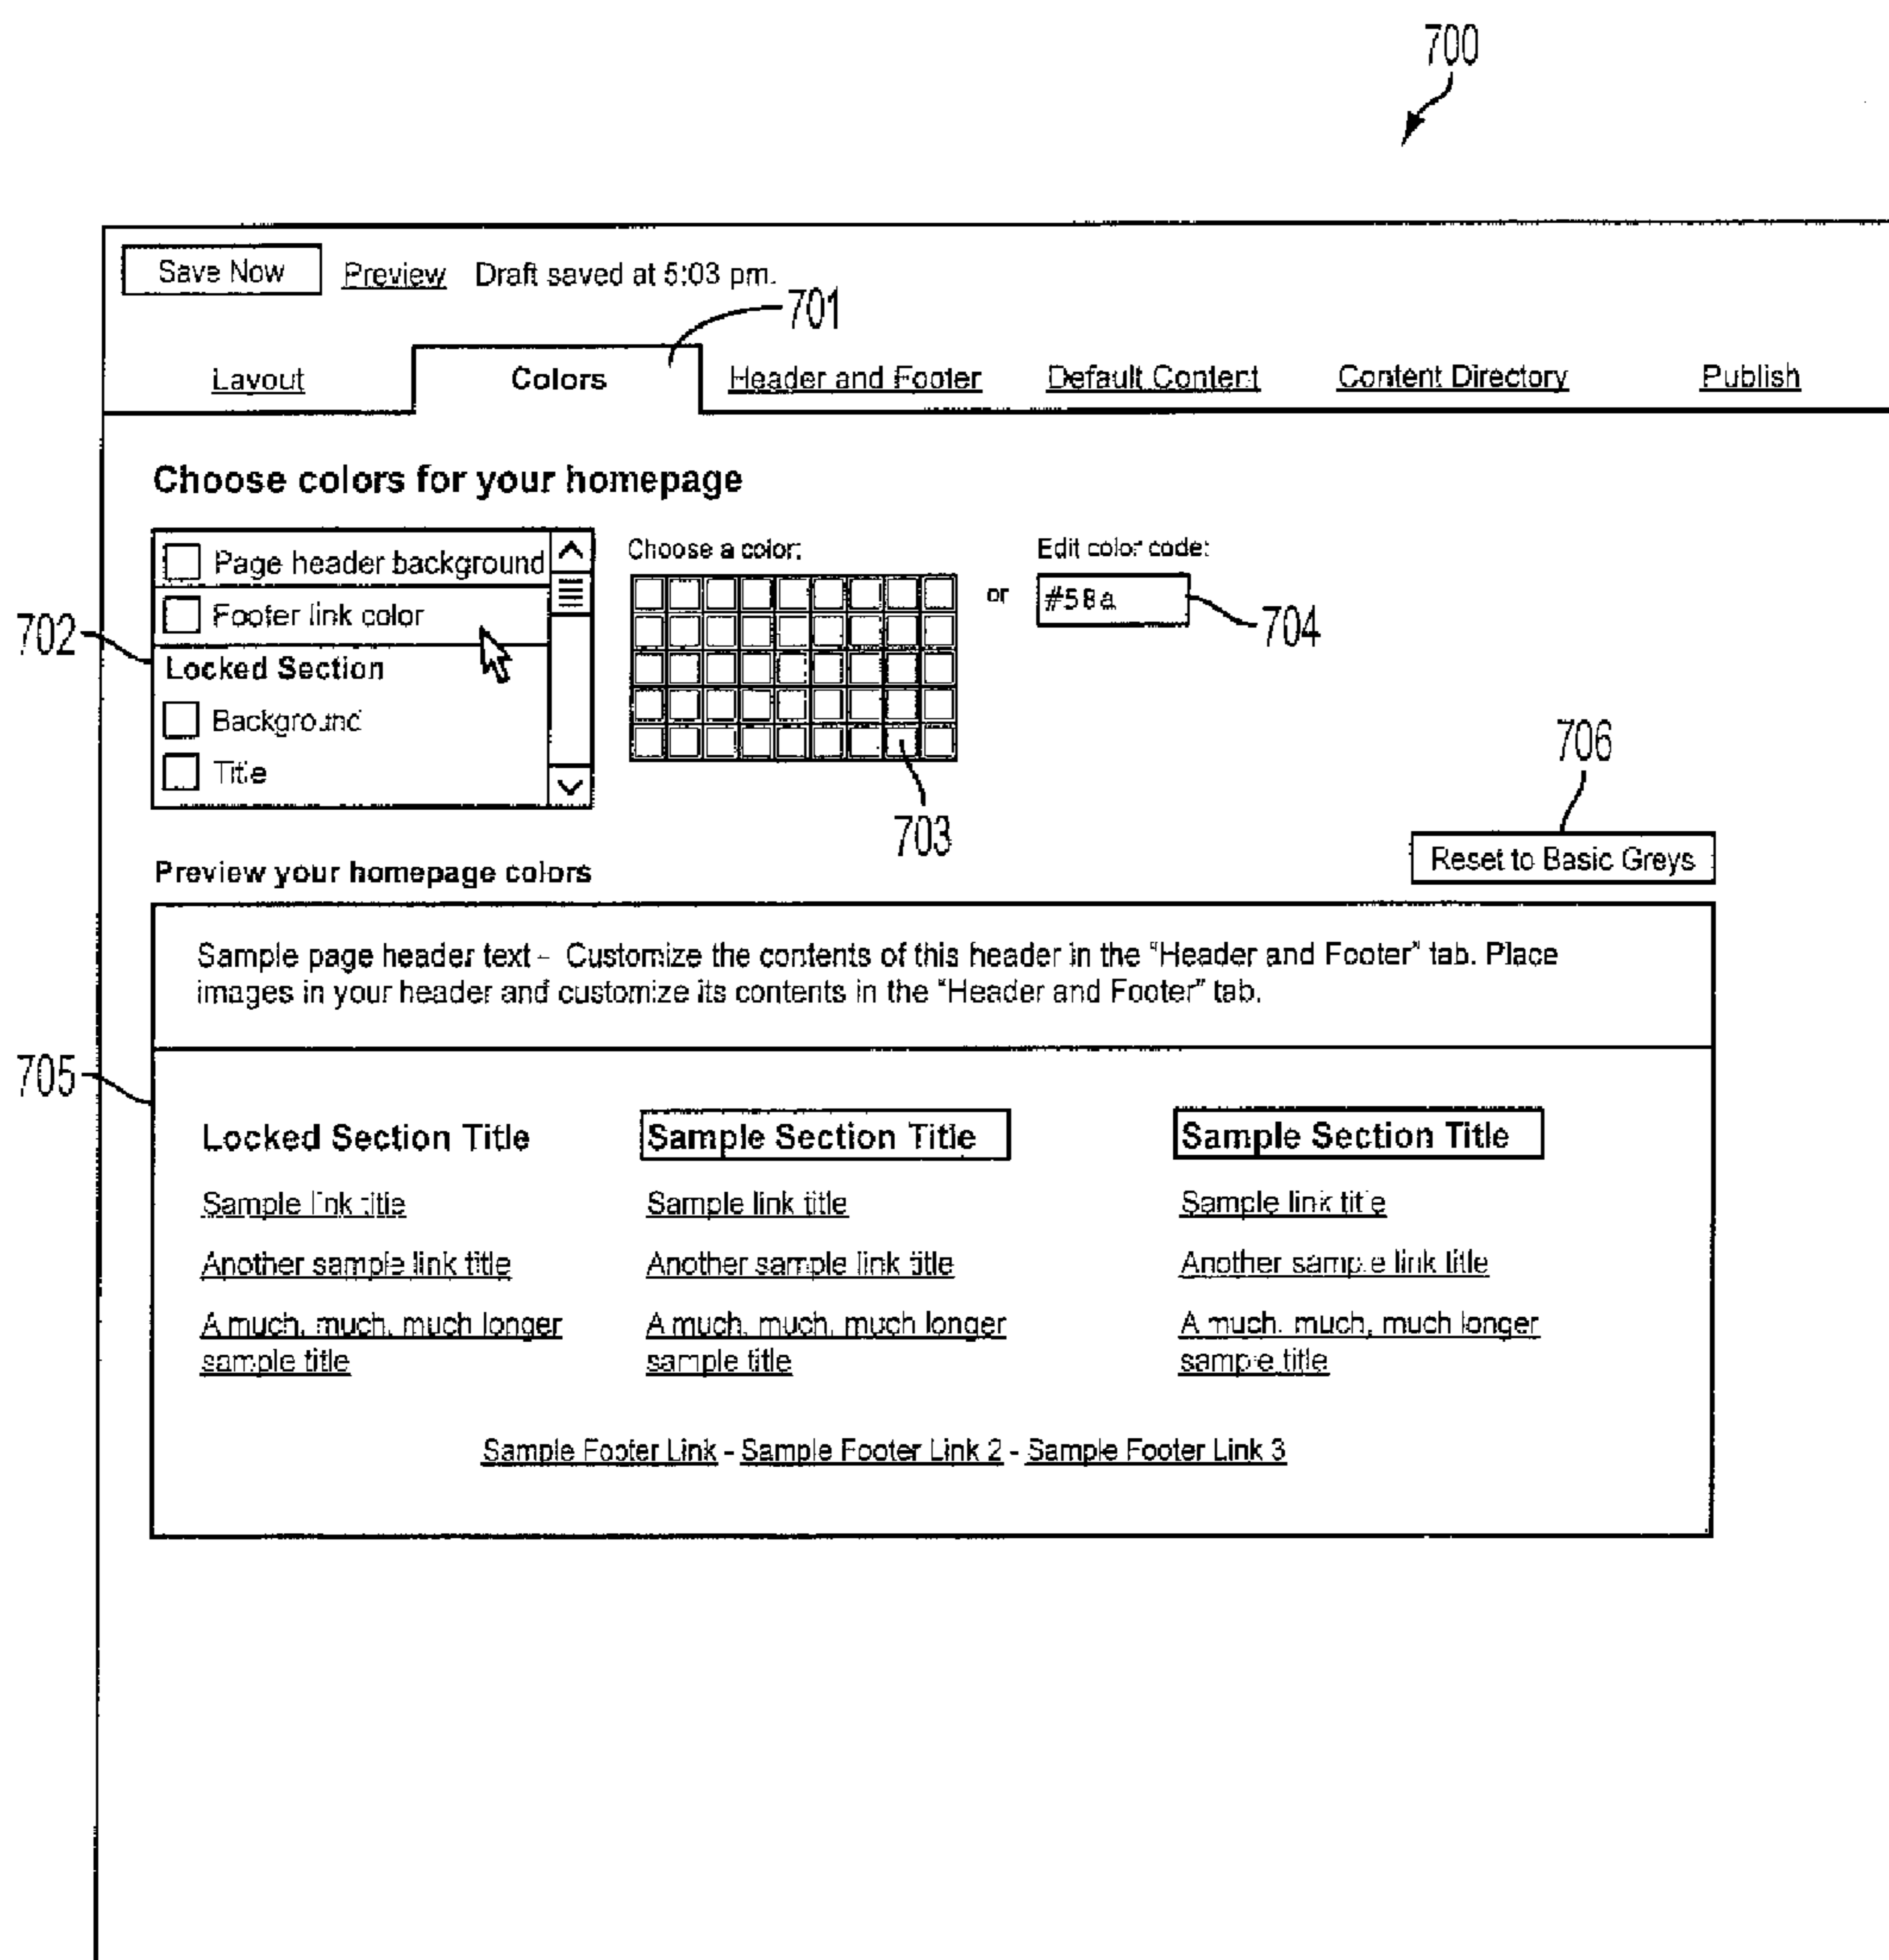 700
Save Now Preview Draft saved at 5:03 pm.
701
Layout Colors Header and Footer Default Content Content Directory Publish
Choose colors for your homepage
Page header background
Footer link color
Locked Section
Background
Title
702
Choose a color:
703
or
Edit color code:
#58a
704
706
Reset to Basic Greys
Preview your homepage colors
Sample page header text - Customize the contents of this header in the "Header and Footer" tab. Place
images in your header and customize its contents in the "Header and Footer" tab.
705
Locked Section Title
Sample link title
Another sample link title
A much, much, much longer
sample title
Sample Section Title
Sample link title
Another sample link title
A much, much, much longer
sample title
Sample Section Title
Sample link title
Another sample link title
A much, much, much longer
sample title
Sample Footer Link - Sample Footer Link 2 - Sample Footer Link 3